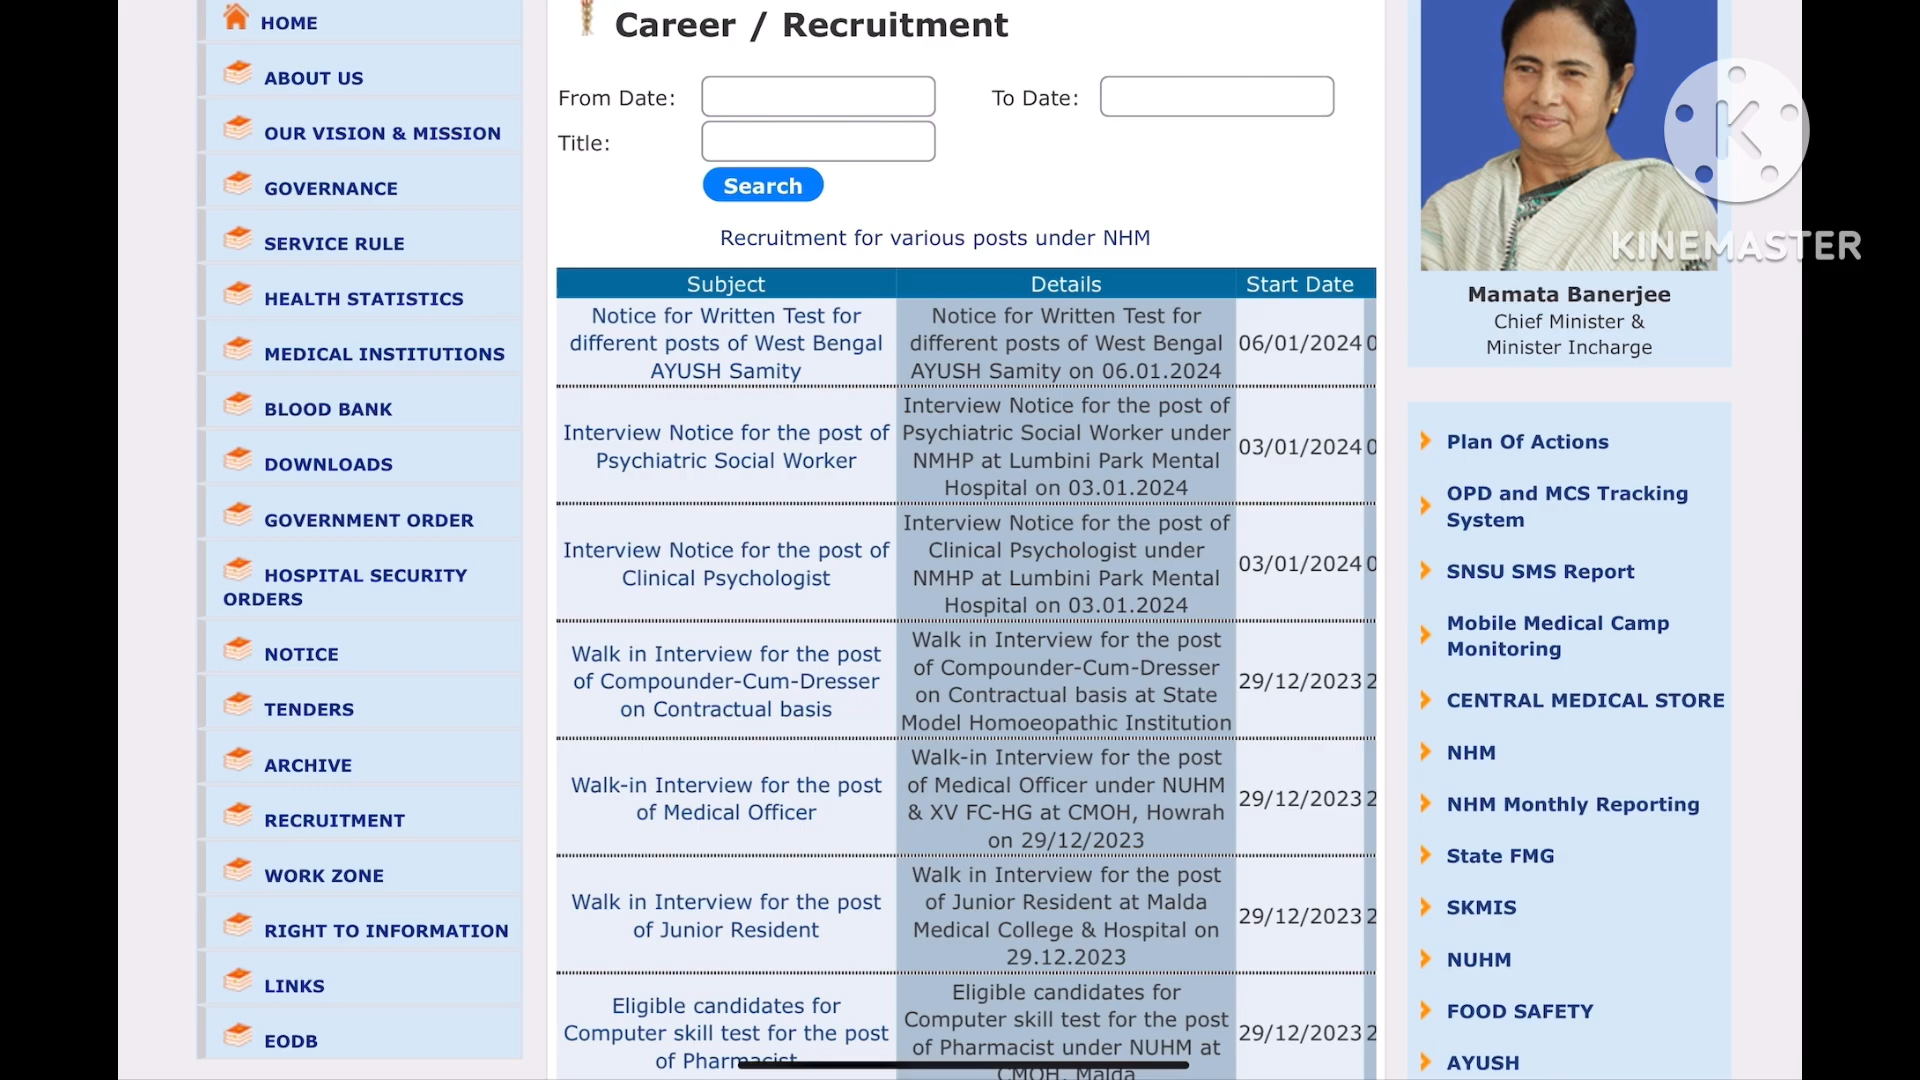 HOME
ABOUT US
OUR VISION & MISSION
GOVERNANCE
SERVICE RULE
HEALTH STATISTICS
MEDICAL INSTITUTIONS
BLOOD BANK
DOWNLOADS
GOVERNMENT ORDER
HOSPITAL SECURITY
ORDERS
NOTICE
TENDERS
ARCHIVE
RECRUITMENT
WORK ZONE
RIGHT TO INFORMATION
LINKS
EODB
Career / Recruitment
From Date:
To Date:
Title:
Search
Recruitment for various posts under NHM
Subject
Details
Start Date
Notice for Written Test for
different posts of West Bengal
AYUSH Samity
Notice for Written Test for
different posts of West Bengal
AYUSH Samity on 06.01.2024
06/01/2024 0
Interview Notice for the post of
Psychiatric Social Worker
Interview Notice for the post of
Psychiatric Social Worker under
NMHP at Lumbini Park Mental
Hospital on 03.01.2024
03/01/2024 0
Interview Notice for the post of
Clinical Psychologist
Interview Notice for the post of
Clinical Psychologist under
NMHP at Lumbini Park Mental
Hospital on 03.01.2024
03/01/2024 0
Walk in Interview for the post
of Compounder-Cum-Dresser
on Contractual basis
Walk in Interview for the post
of Compounder-Cum-Dresser
on Contractual basis at State
Model Homoeopathic Institution
29/12/2023 2
Walk-in Interview for the post
of Medical Officer
Walk-in Interview for the post
of Medical Officer under NUHM
& XV FC-HG at CMOH, Howrah
on 29/12/2023
29/12/2023 2
Walk in Interview for the post
of Junior Resident
Walk in Interview for the post
of Junior Resident at Malda
Medical College & Hospital on
29.12.2023
29/12/2023 2
Eligible candidates for
Computer skill test for the post
of Pharmacist
Eligible candidates for
Computer skill test for the post
of Pharmacist under NUHM at
CMOH, Malda
29/12/2023 2
K
KINEMASTER
Mamata Banerjee
Chief Minister &
Minister Incharge
Plan Of Actions
OPD and MCS Tracking
System
SNSU SMS Report
Mobile Medical Camp
Monitoring
CENTRAL MEDICAL STORE
NHM
NHM Monthly Reporting
State FMG
SKMIS
NUHM
FOOD SAFETY
AYUSH